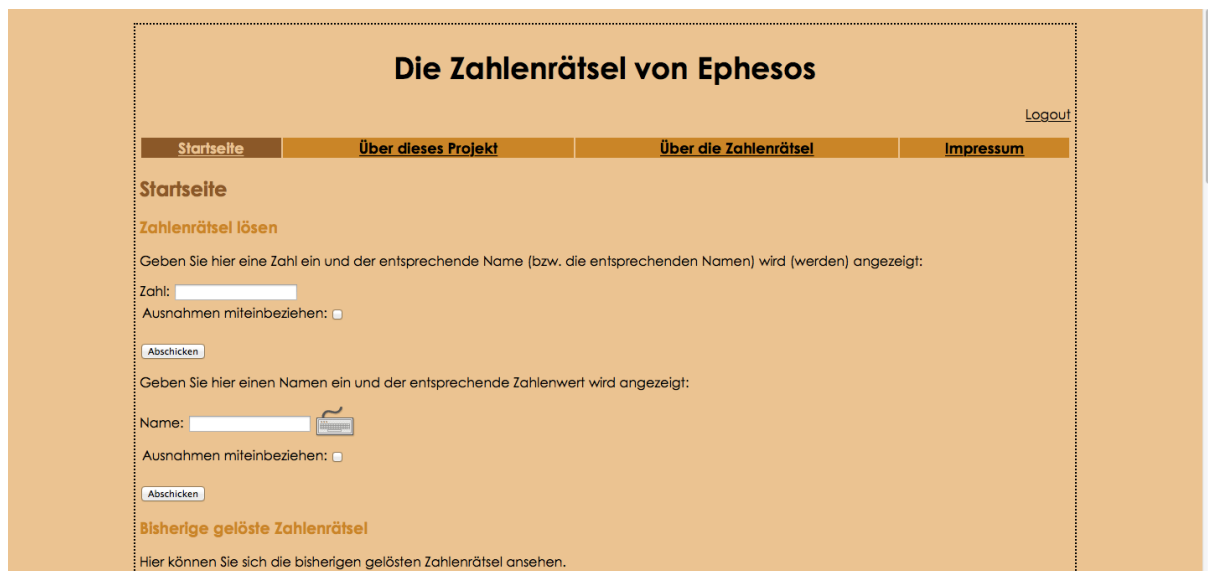 Die Zahlenrätsel von Ephesos
Logout
Startseite Über dieses Projekt Über die Zahlenrätsel Impressum
Startseite
Zahlenrätsel lösen
Geben Sie hier eine Zahl ein und der entsprechende Name (bzw. die entsprechenden Namen) wird (werden) angezeigt:
Zahl:
Ausnahmen miteinbeziehen:
Abschicken
Geben Sie hier einen Namen ein und der entsprechende Zahlenwert wird angezeigt:
Name:
Ausnahmen miteinbeziehen:
Abschicken
Bisherige gelöste Zahlenrätsel
Hier können Sie sich die bisherigen gelösten Zahlenrätsel ansehen.